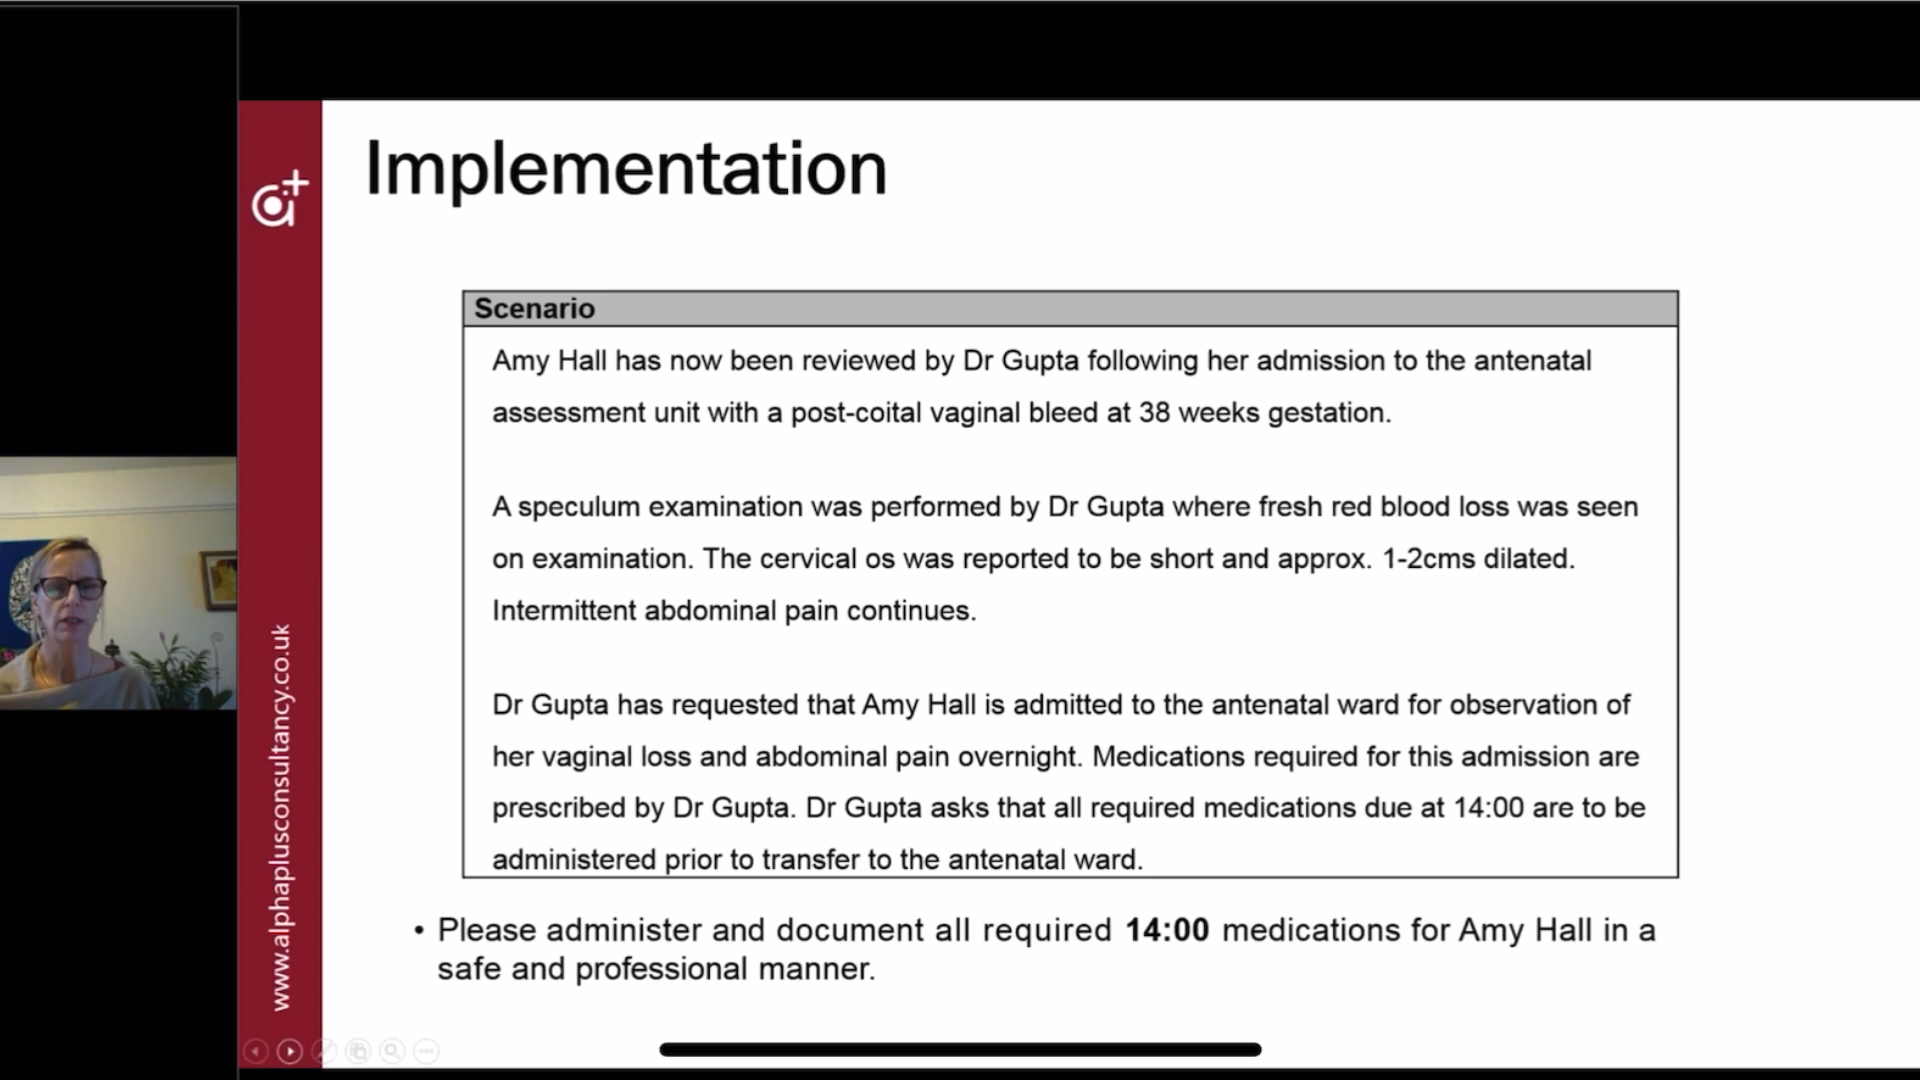 Implementation
Scenario
Amy Hall has now been reviewed by Dr Gupta following her admission to the antenatal
assessment unit with a post-coital vaginal bleed at 38 weeks gestation.
A speculum examination was performed by Dr Gupta where fresh red blood loss was seen
on examination. The cervical os was reported to be short and approx. 1-2cms dilated.
Intermittent abdominal pain continues.
Dr Gupta has requested that Amy Hall is admitted to the antenatal ward for observation of
her vaginal loss and abdominal pain overnight. Medications required for this admission are
prescribed by Dr Gupta. Dr Gupta asks that all required medications due at 14:00 are to be
administered prior to transfer to the antenatal ward.
• Please administer and document all required 14:00 medications for Amy Hall in a
safe and professional manner.
www.alphaplusconsultancy.co.uk
a+